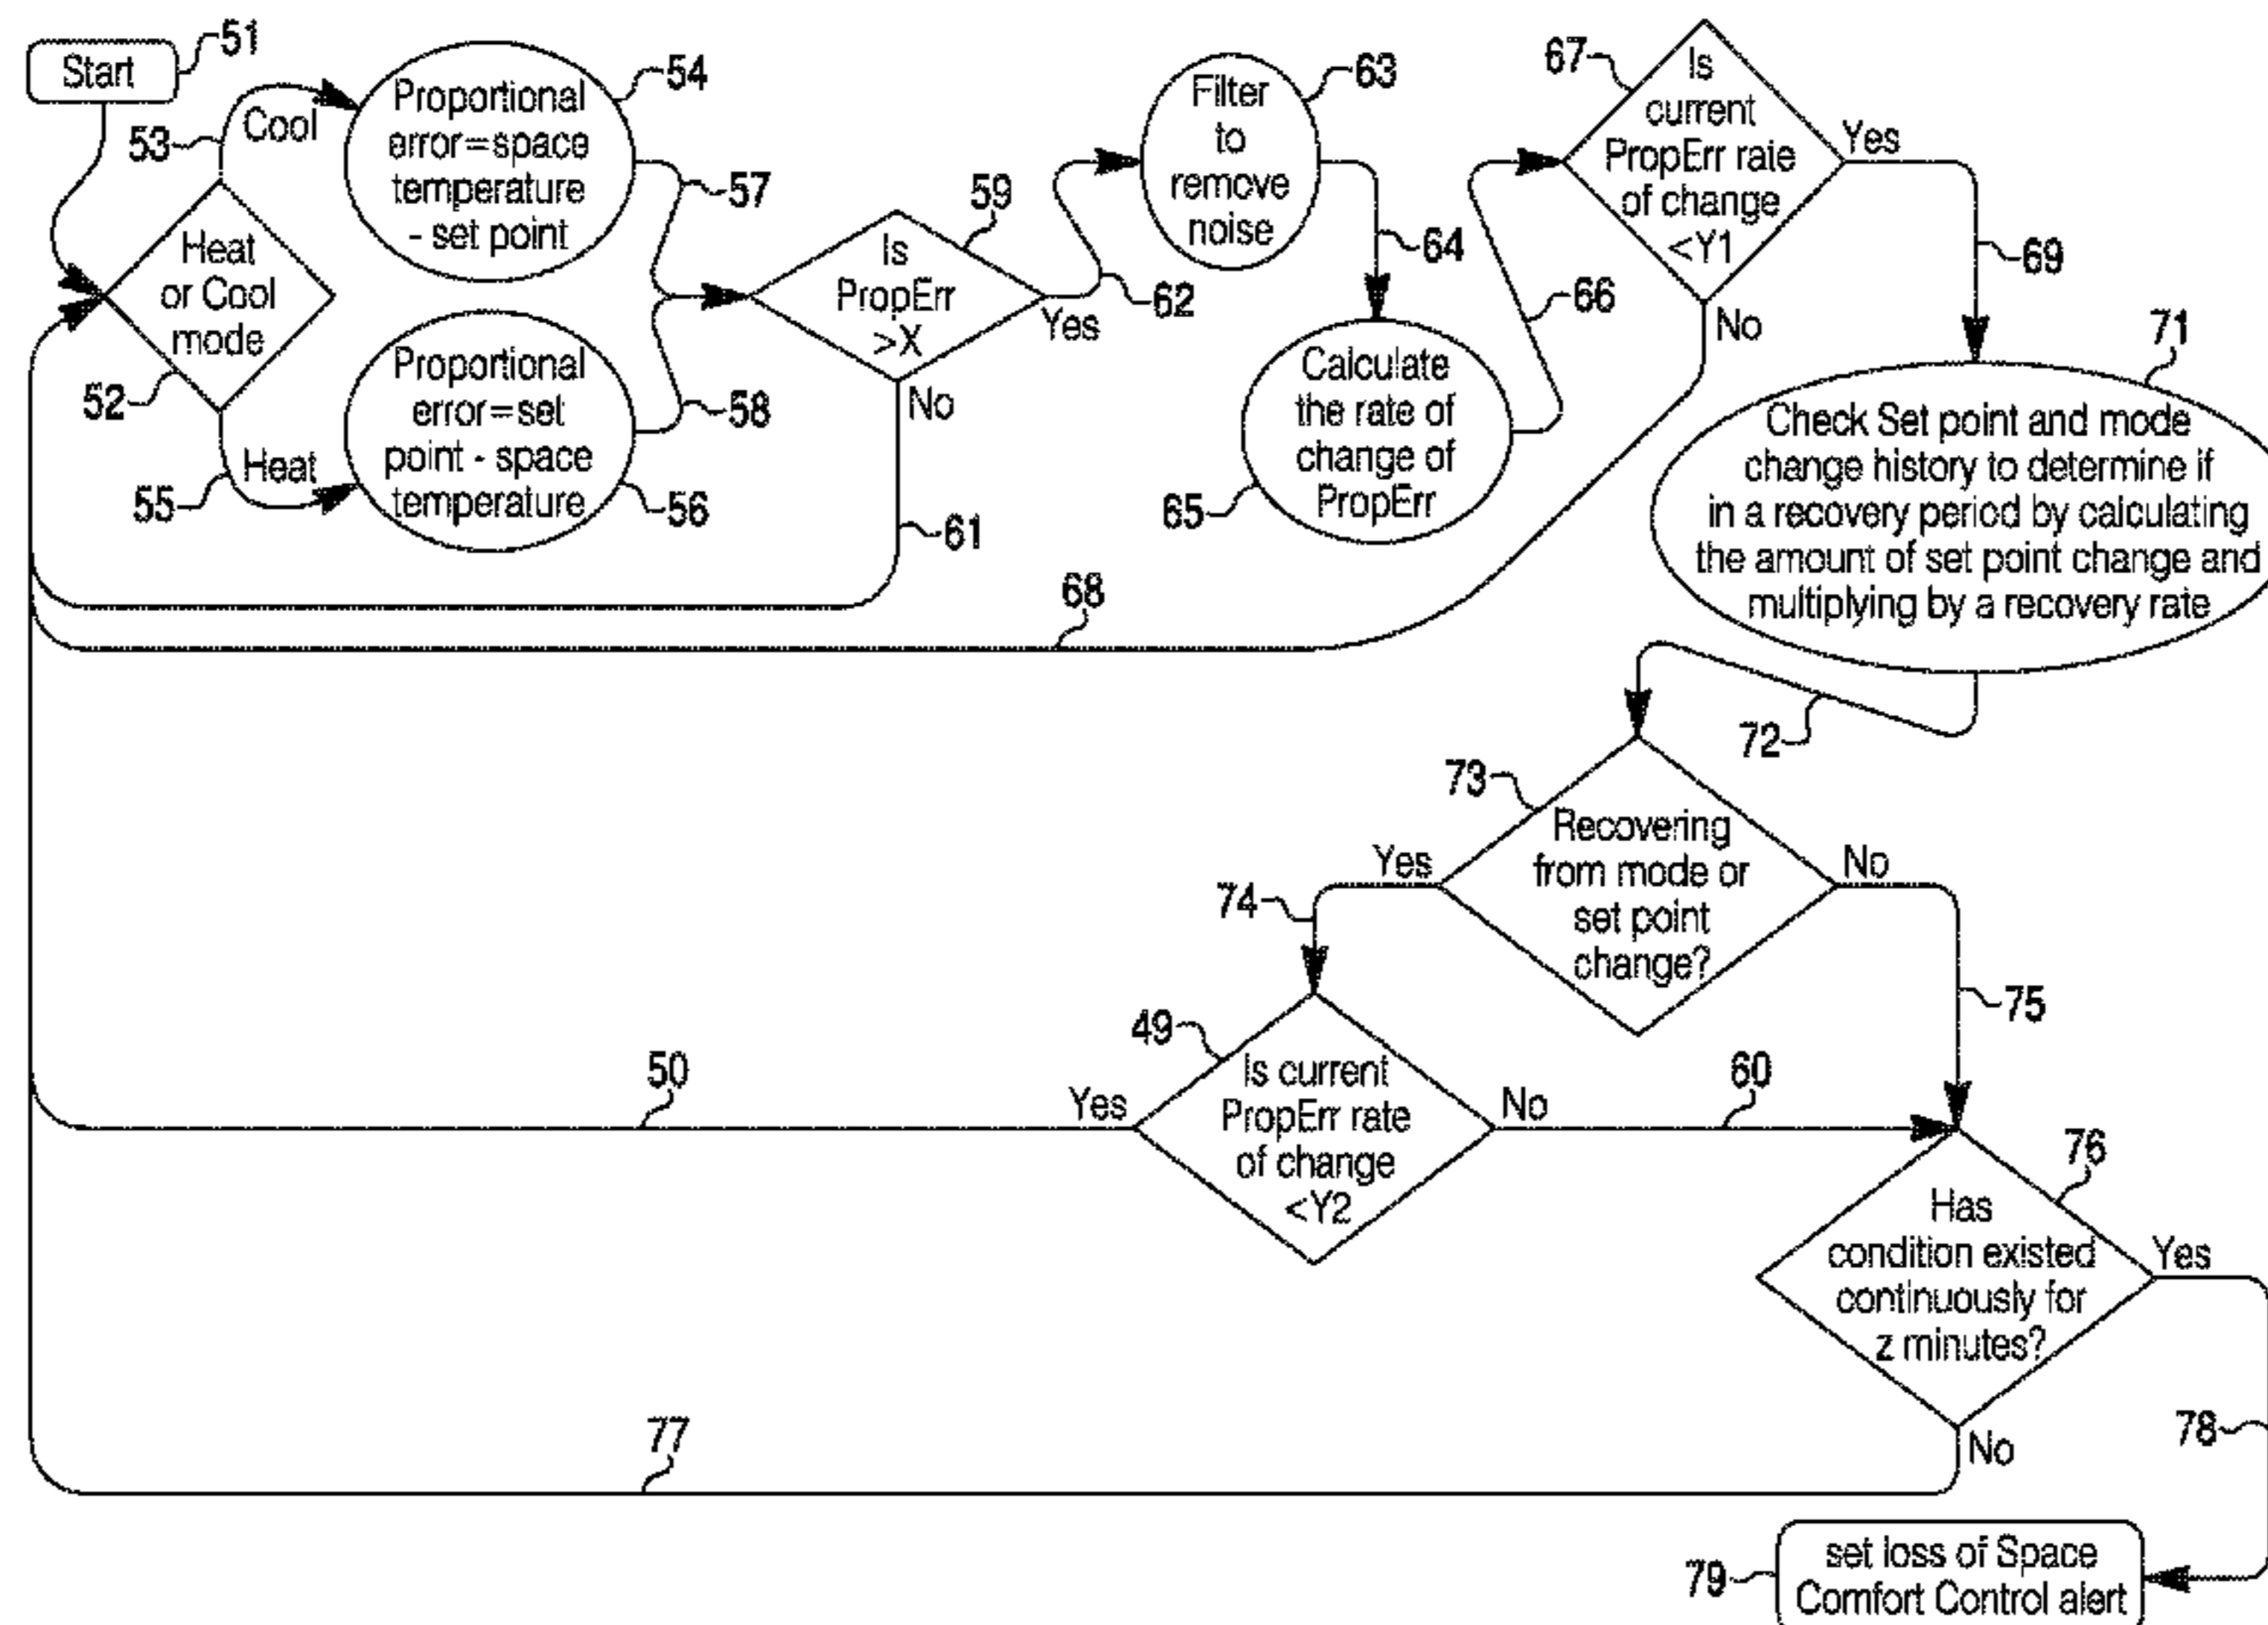 Start
51
53
Cool
Proportional
error=space
temperature
- set point
54
57
Heat
or Cool
mode
52
55
Heat
Proportional
error=set
point - space
temperature
56
58
59
Is
PropErr
>X
Yes
No
61
62
Filter
to
remove
noise
63
64
Calculate
the rate of
change of
PropErr
65
66
67
Is
current
PropErr rate
of change
<Y1
Yes
No
68
69
71
Check Set point and mode
change history to determine if
in a recovery period by calculating
the amount of set point change and
multiplying by a recovery rate
72
73
Recovering
from mode or
set point
change?
Yes
No
74
75
49
Is current
PropErr rate
of change
<Y2
Yes
No
50
60
76
Has
condition existed
continuously for
z minutes?
Yes
No
77
78
79
set loss of Space
Comfort Control alert